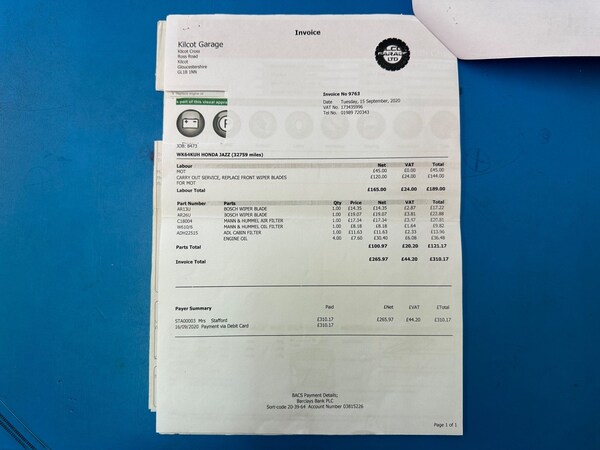 Invoice
Kilcot Garage
Kilcot Cross
Ross Road
Kilcot
Gloucestershire
GL18 1NN
GARAGE
LTD
s part of this visual
Invoice No 9763
Date Tuesday, 15 September, 2020
VAT No. 173435996
Tel No. 01989 720343
JOB: 8473
WK64KUH HONDA JAZZ (32759 miles)
Labour Net VAT Total
MOT £45.00 £0.00 £45.00
CARRY OUT SERVICE, REPLACE FRONT WIPER BLADES £120.00 £24.00 £144.00
FOR MOT
Labour Total £165.00 £24.00 £189.00
Part Number Parts Qty Price Net VAT Total
AR13U BOSCH WIPER BLADE 1.00 £14.35 £14.35 £2.87 £17.22
AR26U BOSCH WIPER BLADE 1.00 £19.07 £19.07 £3.81 £22.88
C18004 MANN & HUMMEL AIR FILTER 1.00 £17.34 £17.34 £3.47
MANN & HUMMEL OIL FILTER 1.00 £8.18 £8.18 £1.64 £9.82
ADH22515 ADL CABIN FILTER 1.00 £11.63 £11.63 £2.33 £13.96
ENGINE OIL 4.00 £7.60 £30.40 £6.08 £36.48
Parts Total £100.97 £20.20 £121.17
Invoice Total £265.97 £44.20 £310.17
Payer Summary Paid £Net £VAT £Total
STA00003 Mrs Stafford £310.17 £265.97 £44.20 £310.17
16/09/2020 Payment via Debit Card £310.17
BACS Payment Details;
Barclays Bank PLC
Sort-code 20-39-64 Account Number 03815226
Page 1 of 1